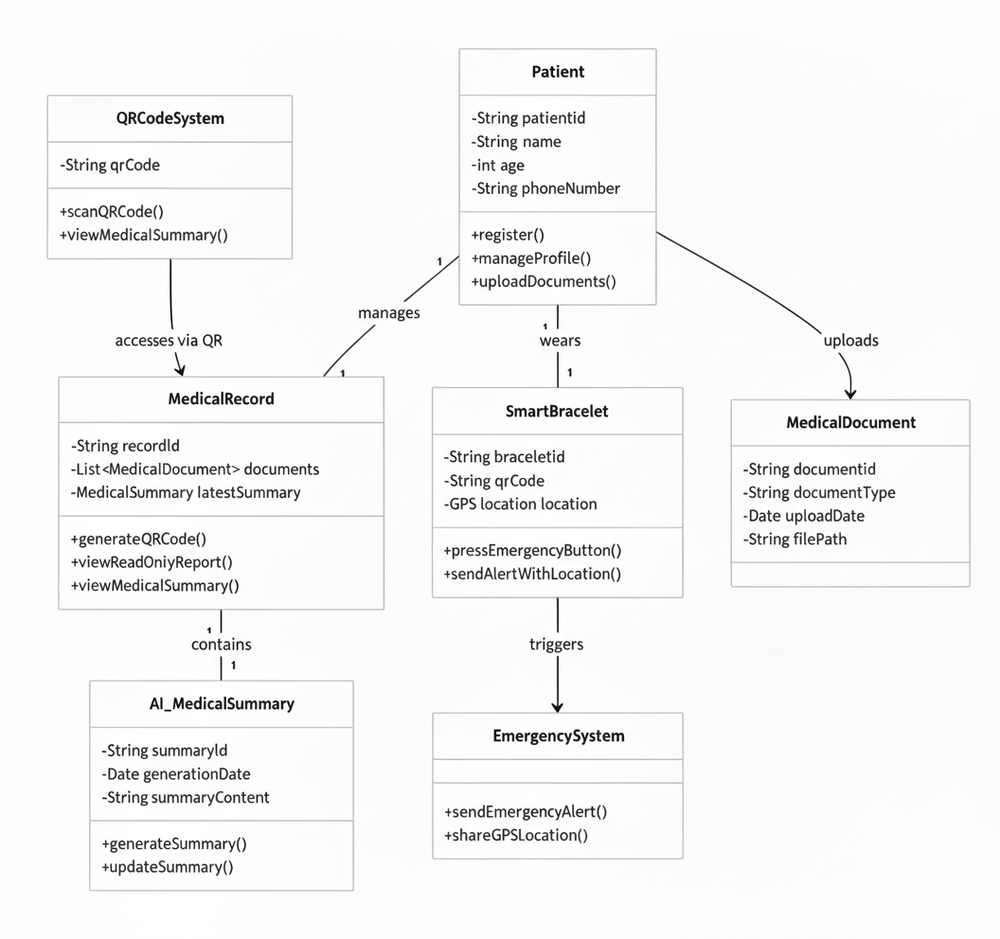 Patient
-String patientid
-String name
-int age
-String phoneNumber
+register()
+manageProfile()
+uploadDocuments()
QRCodeSystem
-String qrCode
+scanQRCode()
+viewMedicalSummary()
1
manages
1
accesses via QR
1
wears
1
uploads
MedicalRecord
-String recordId
-List<MedicalDocument> documents
-MedicalSummary latestSummary
+generateQRCode()
+viewReadOniyReport()
+viewMedicalSummary()
SmartBracelet
-String braceletid
-String qrCode
-GPS location location
+pressEmergencyButton()
+sendAlertWithLocation()
MedicalDocument
-String documentid
-String documentType
-Date uploadDate
-String filePath
1
contains
1
triggers
AI_MedicalSummary
-String summaryId
-Date generationDate
-String summaryContent
+generateSummary()
+updateSummary()
EmergencySystem
+sendEmergencyAlert()
+shareGPSLocation()